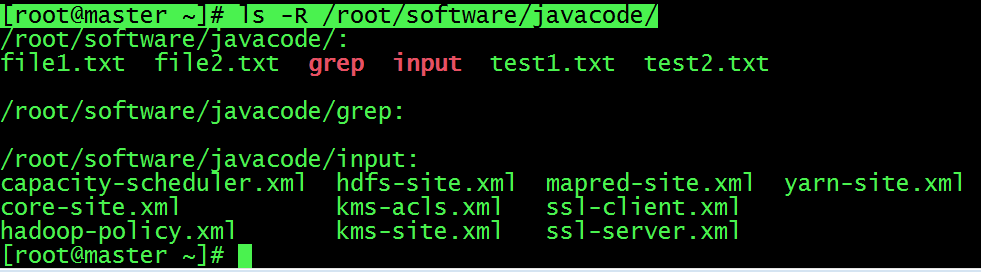 [root@master ~]# ls -R /root/software/javacode/
/root/software/javacode/:
file1.txt  file2.txt  grep  input  test1.txt  test2.txt
/root/software/javacode/grep:
/root/software/javacode/input:
capacity-scheduler.xml  hdfs-site.xml  mapred-site.xml  yarn-site.xml
core-site.xml           kms-acls.xml   ssl-client.xml
hadoop-policy.xml       kms-site.xml   ssl-server.xml
[root@master ~]#